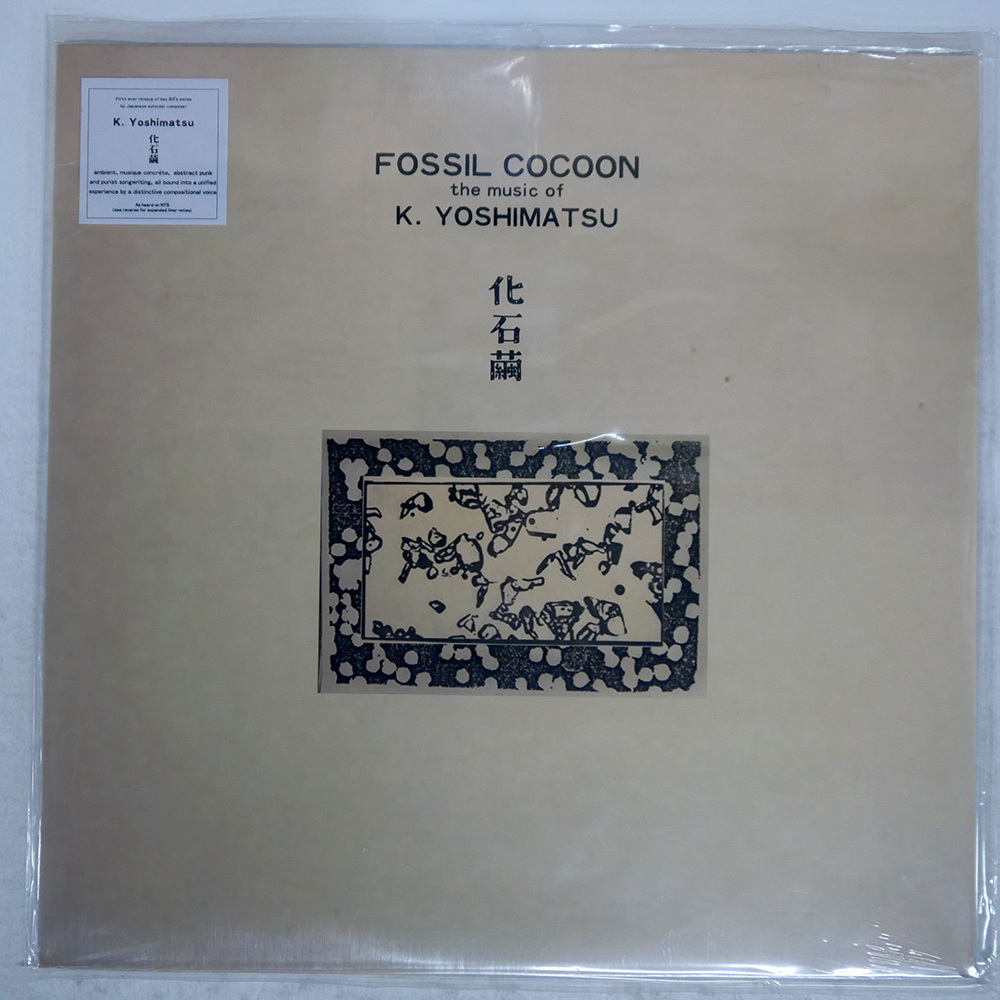 First ever reissue of key 80's works
by Japanese outsider composer
K. Yoshimatsu
化石繭
ambient, musique concrète, abstract punk
and purist songwriting, all bound into a unified
experience by a distinctive compositional voice
As heard on NTS
(see reverse for expanded liner notes)
FOSSIL COCOON
the music of
K. YOSHIMATSU
化石繭